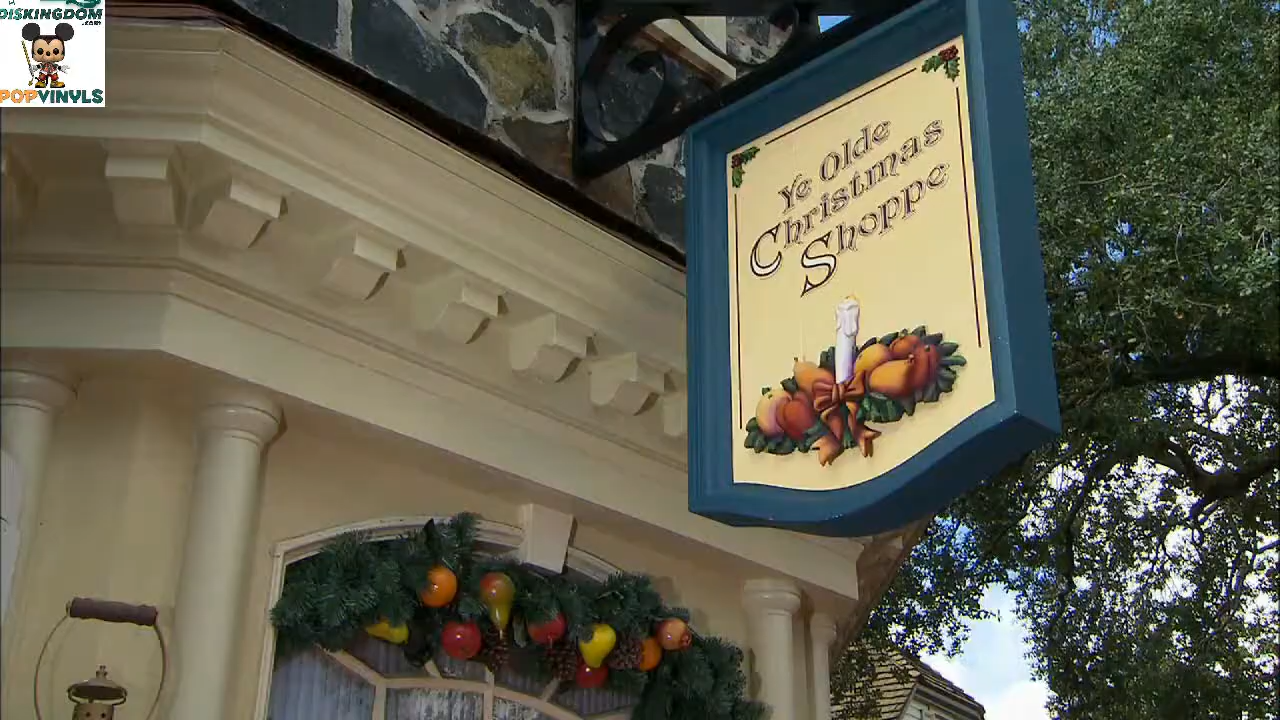 DISKINGDOM
.com
POPVINYLS
Ye Olde
Christmas
Shoppe